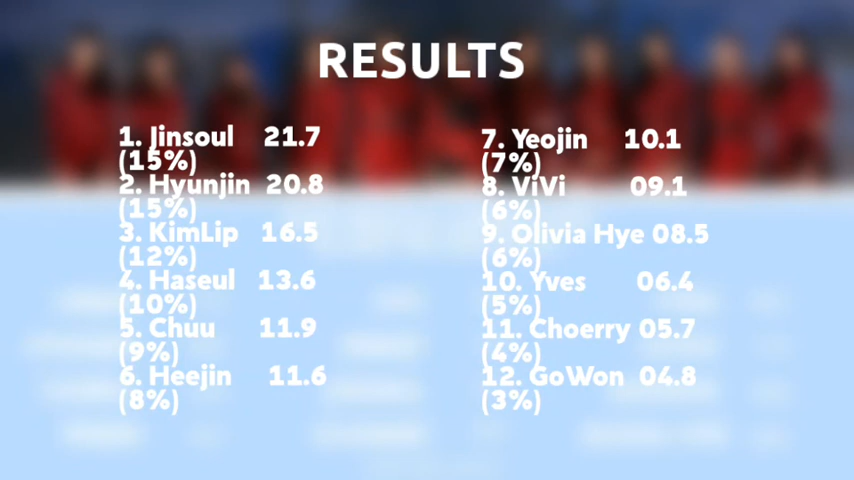 RESULTS
1. Jinsoul 21.7
(15%)
2. Hyunjin 20.8
(15%)
3. KimLip 16.5
(12%)
4. Haseul 13.6
(10%)
5. Chuu 11.9
(9%)
6. Heejin 11.6
(8%)
7. Yeojin 10.1
(7%)
8. ViVi 09.1
(6%)
9. Olivia Hye 08.5
(6%)
10. Yves 06.4
(5%)
11. Choerry 05.7
(4%)
12. GoWon 04.8
(3%)